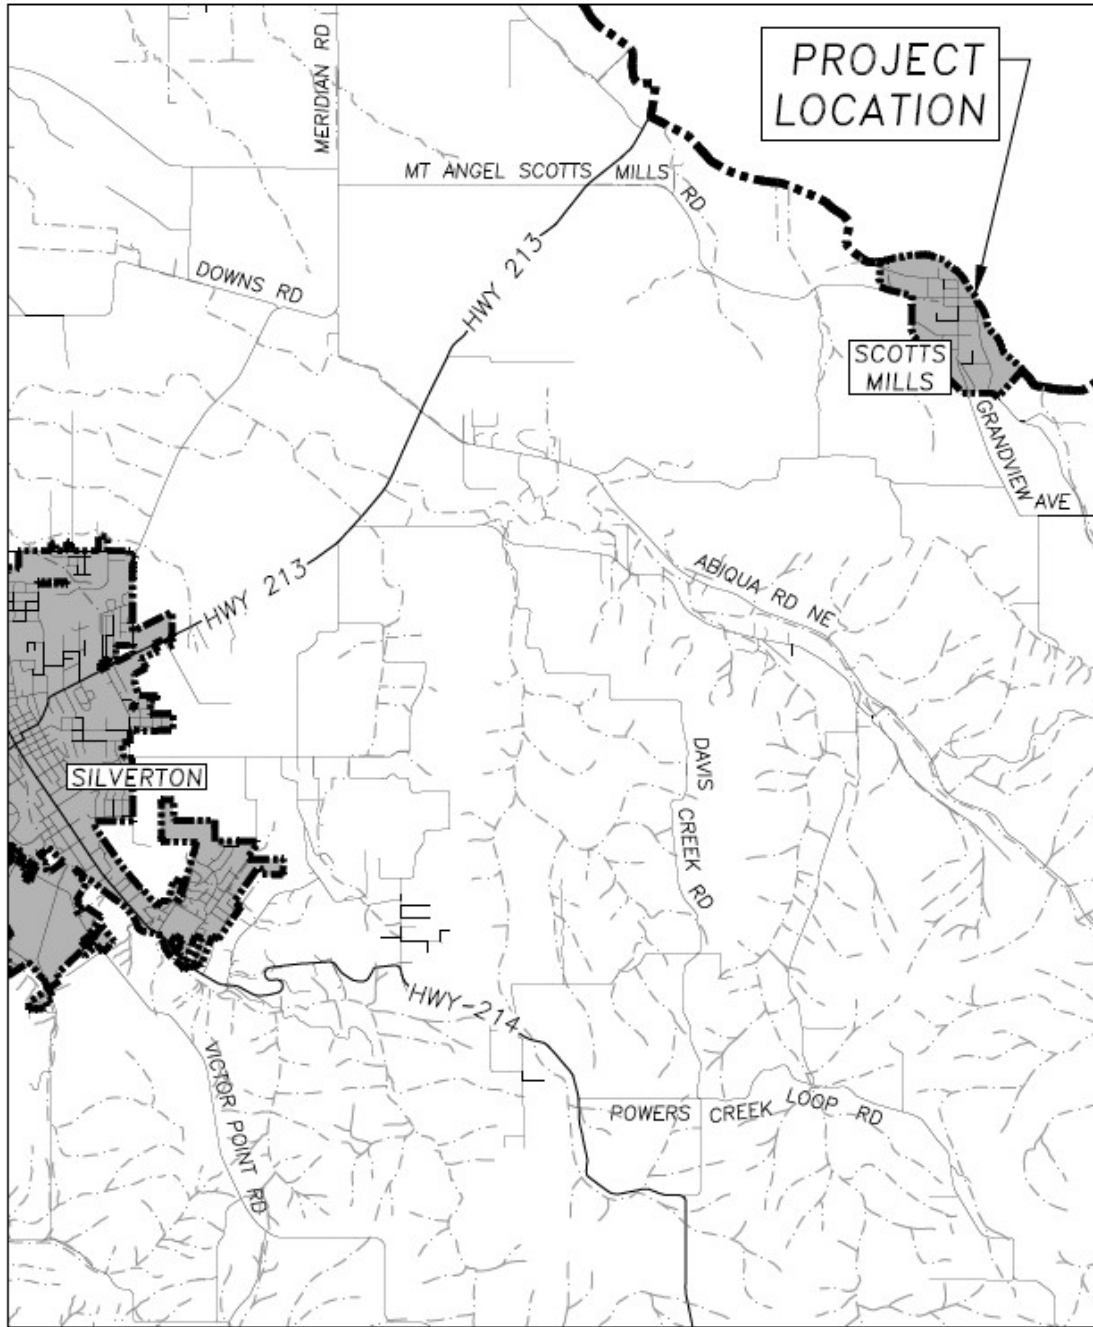 MERIDIAN RD
PROJECT
LOCATION
MT ANGEL SCOTTS MILLS RD
HWY 213
DOWNS RD
SCOTTS
MILLS
GRANDVIEW AVE
HWY 213
ABIQUA RD NE
SILVERTON
DAVIS CREEK RD
HWY-214
VICTOR POINT RD
POWERS CREEK LOOP RD